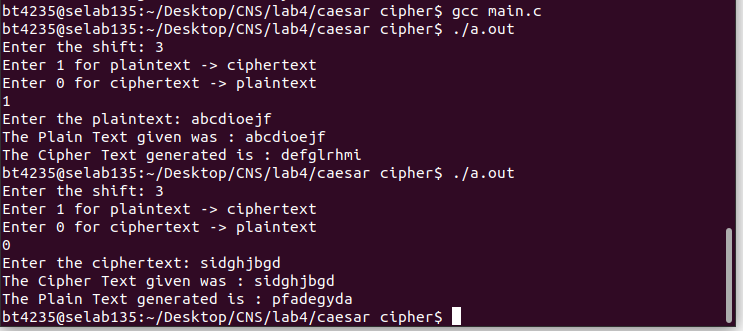 bt4235@selab135:~/Desktop/CNS/lab4/caesar cipher$ gcc main.c
bt4235@selab135:~/Desktop/CNS/lab4/caesar cipher$ ./a.out
Enter the shift: 3
Enter 1 for plaintext -> ciphertext
Enter 0 for ciphertext -> plaintext
1
Enter the plaintext: abcdioejf
The Plain Text given was : abcdioejf
The Cipher Text generated is : defglrhmi
bt4235@selab135:~/Desktop/CNS/lab4/caesar cipher$ ./a.out
Enter the shift: 3
Enter 1 for plaintext -> ciphertext
Enter 0 for ciphertext -> plaintext
0
Enter the ciphertext: sidghjbgd
The Cipher Text given was : sidghjbgd
The Plain Text generated is : pfadegyda
bt4235@selab135:~/Desktop/CNS/lab4/caesar cipher$